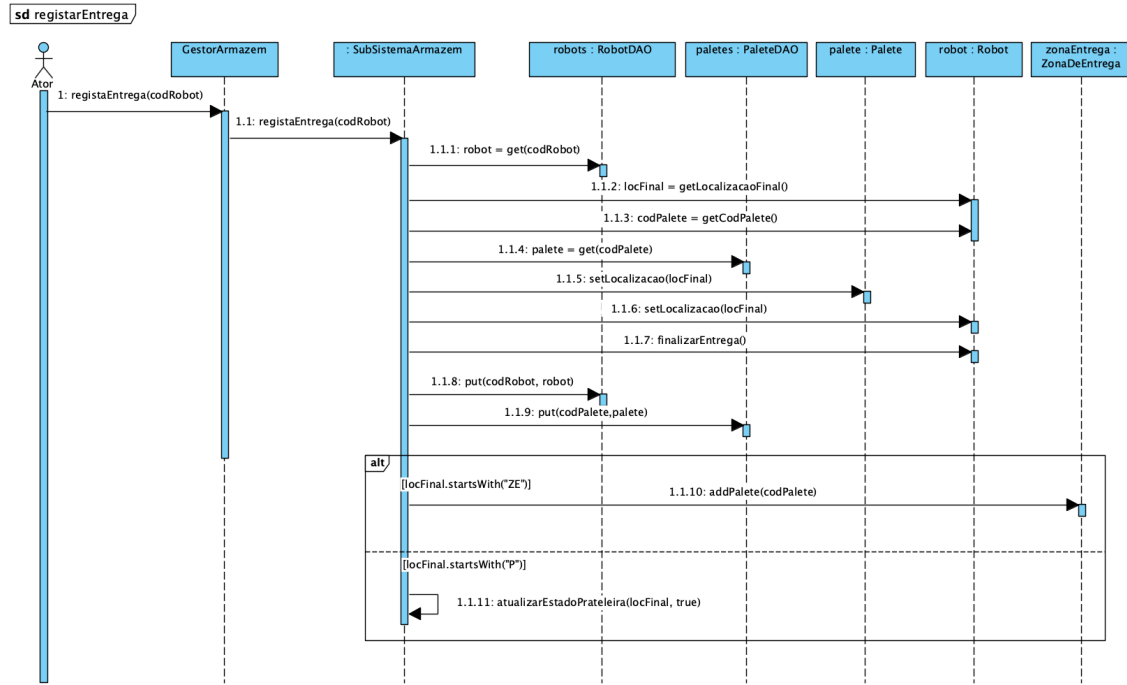 sd registarEntrega
Ator
GestorArmazem
: SubSistemaArmazem
robots : RobotDAO
paletes : PaleteDAO
palete : Palete
robot : Robot
zonaEntrega :
ZonaDeEntrega
1: registaEntrega(codRobot)
1.1: registaEntrega(codRobot)
1.1.1: robot = get(codRobot)
1.1.2: locFinal = getLocalizacaoFinal()
1.1.3: codPalete = getCodPalete()
1.1.4: palete = get(codPalete)
1.1.5: setLocalizacao(locFinal)
1.1.6: setLocalizacao(locFinal)
1.1.7: finalizarEntrega()
1.1.8: put(codRobot, robot)
1.1.9: put(codPalete,palete)
alt
[locFinal.startsWith("ZE")]
1.1.10: addPalete(codPalete)
[locFinal.startsWith("P")]
1.1.11: atualizarEstadoPrateleira(locFinal, true)